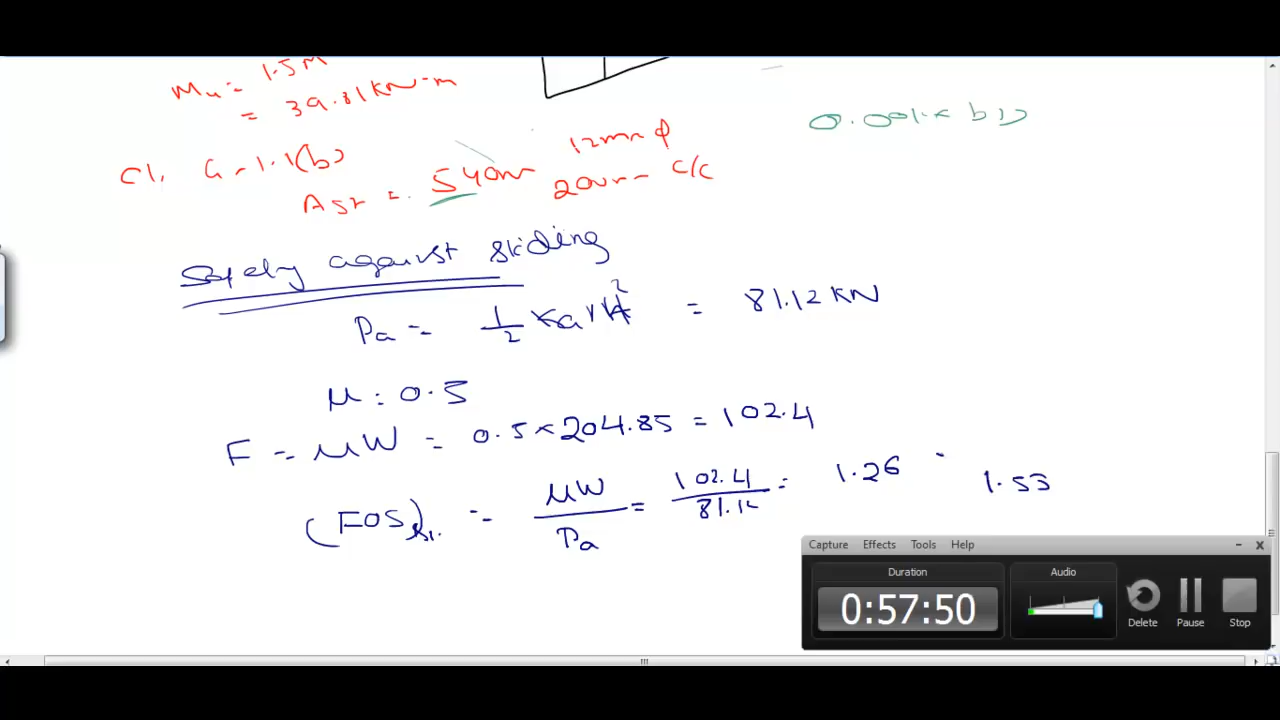 Mu = 1.5M
= 39.81 KN-m
0.001 × bD
Cl. G-1.1(b)
12mm φ
Ast = 540mm 200mm c/c
Safety against sliding
Pa = 1/2 Ka γ H² = 81.12 KN
μ = 0.5
F = μW = 0.5 × 204.85 = 102.4
(FOS)sl. = μW/Pa = 102.4/81.12 = 1.26 1.53
Capture Effects Tools Help
Duration Audio
0:57:50
Delete Pause Stop